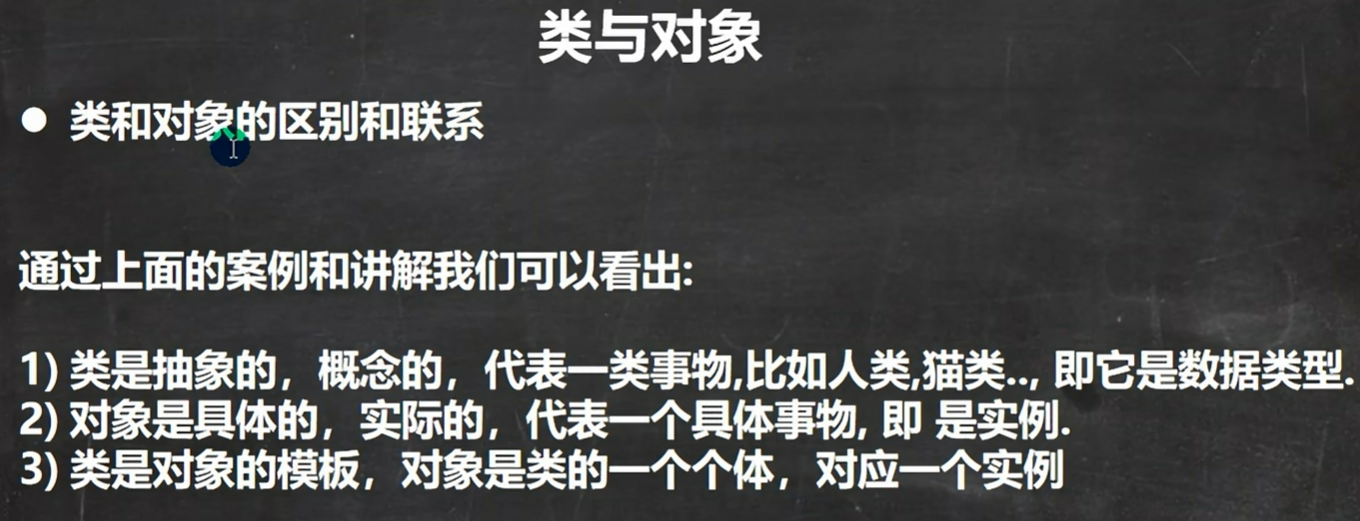 类与对象
● 类和对象的区别和联系
通过上面的案例和讲解我们可以看出:
1) 类是抽象的，概念的，代表一类事物,比如人类,猫类.., 即它是数据类型.
2) 对象是具体的，实际的，代表一个具体事物, 即 是实例.
3) 类是对象的模板，对象是类的一个个体，对应一个实例